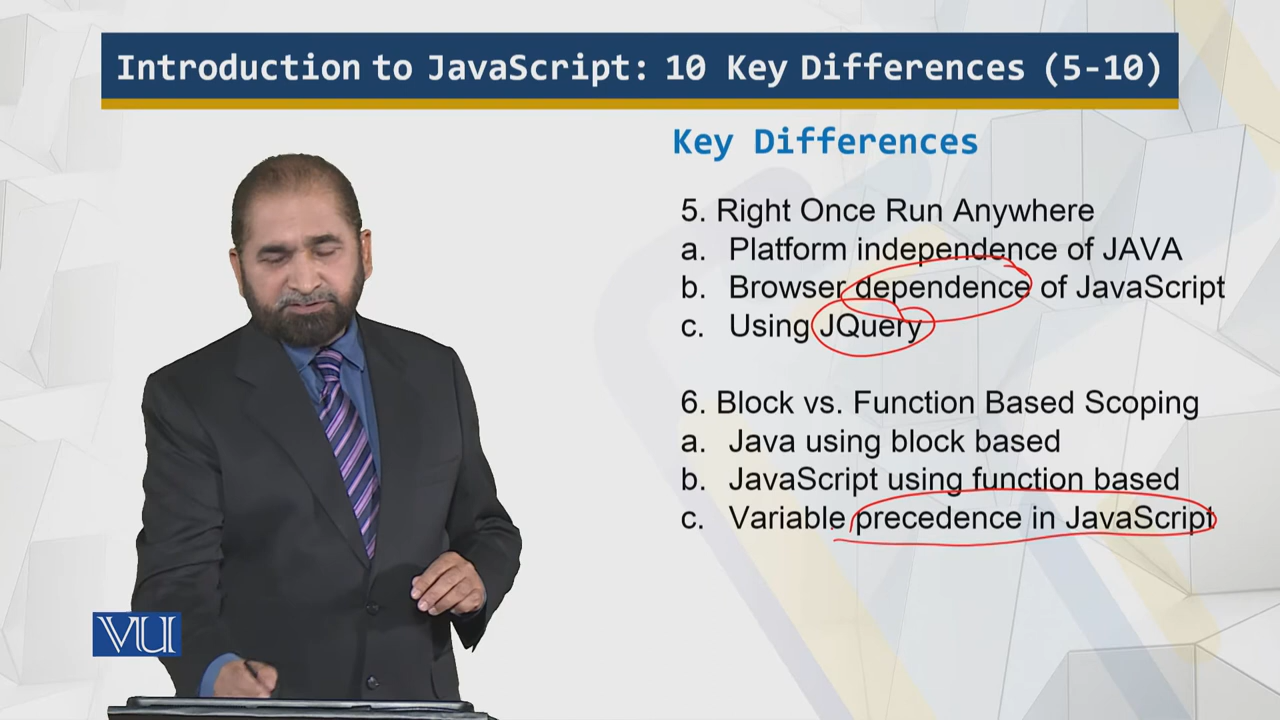 Introduction to JavaScript: 10 Key Differences (5-10)
Key Differences
5. Right Once Run Anywhere
a. Platform independence of JAVA
b. Browser dependence of JavaScript
c. Using JQuery
6. Block vs. Function Based Scoping
a. Java using block based
b. JavaScript using function based
c. Variable precedence in JavaScript
VU